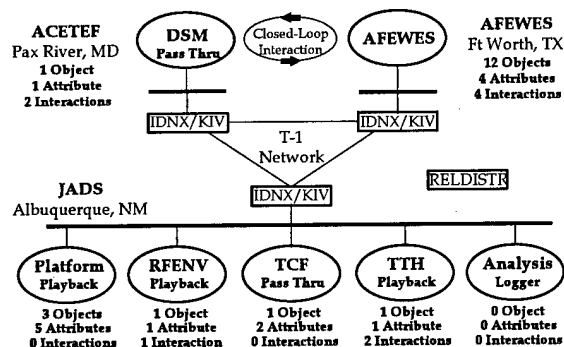 ACETEF
Pax River, MD
1 Object
1 Attribute
2 Interactions
DSM
Pass Thru
Closed-Loop
Interaction
AFEWES
AFEWES
Ft Worth, TX
12 Objects
4 Attributes
4 Interactions
IDNX/KIV
IDNX/KIV
T-1
Network
IDNX/KIV
RELDISTR
JADS
Albuquerque, NM
Platform
Playback
3 Objects
5 Attributes
0 Interactions
RFENV
Playback
1 Object
1 Attribute
1 Interaction
TCF
Pass Thru
1 Object
2 Attributes
0 Interactions
TTH
Playback
1 Object
1 Attribute
2 Interactions
Analysis
Logger
0 Object
0 Attributes
0 Interactions